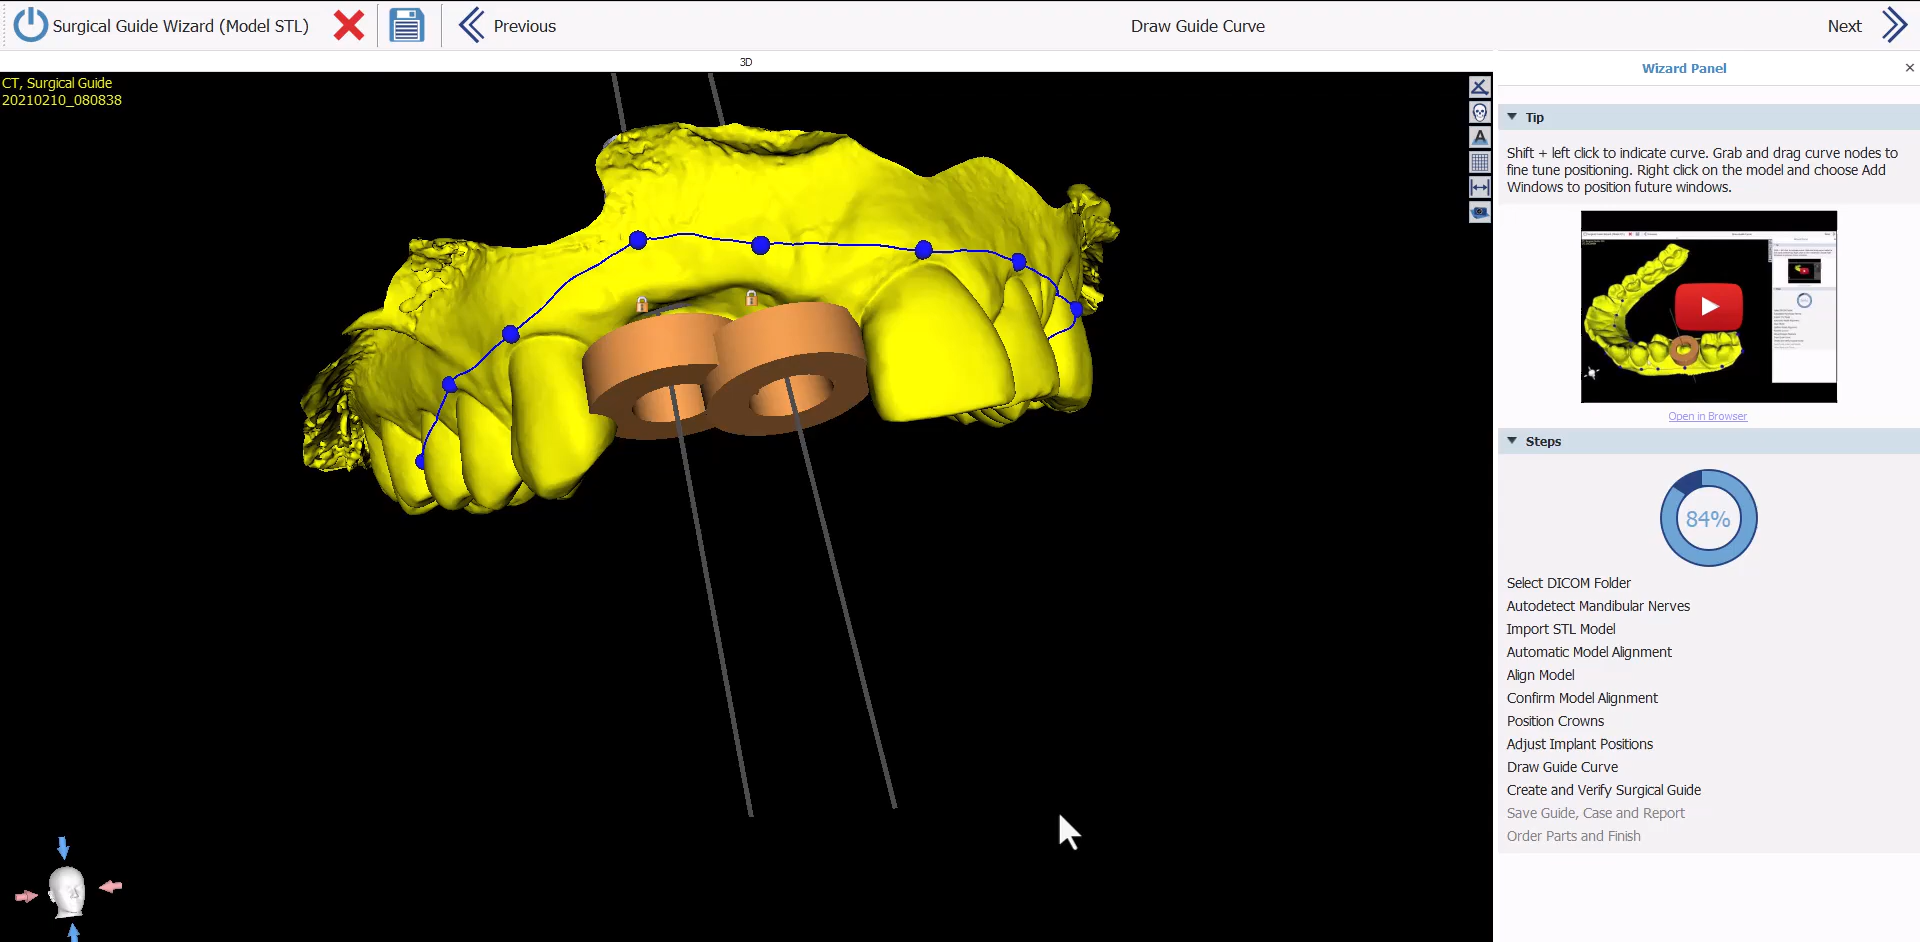 Surgical Guide Wizard (Model STL)
Previous
Draw Guide Curve
Next
3D
Wizard Panel
CT, Surgical Guide
20210210_080838
A
Tip
Shift + left click to indicate curve. Grab and drag curve nodes to
fine tune positioning. Right click on the model and choose Add
Windows to position future windows.
Open in Browser
Steps
84%
Select DICOM Folder
Autodetect Mandibular Nerves
Import STL Model
Automatic Model Alignment
Align Model
Confirm Model Alignment
Position Crowns
Adjust Implant Positions
Draw Guide Curve
Create and Verify Surgical Guide
Save Guide, Case and Report
Order Parts and Finish